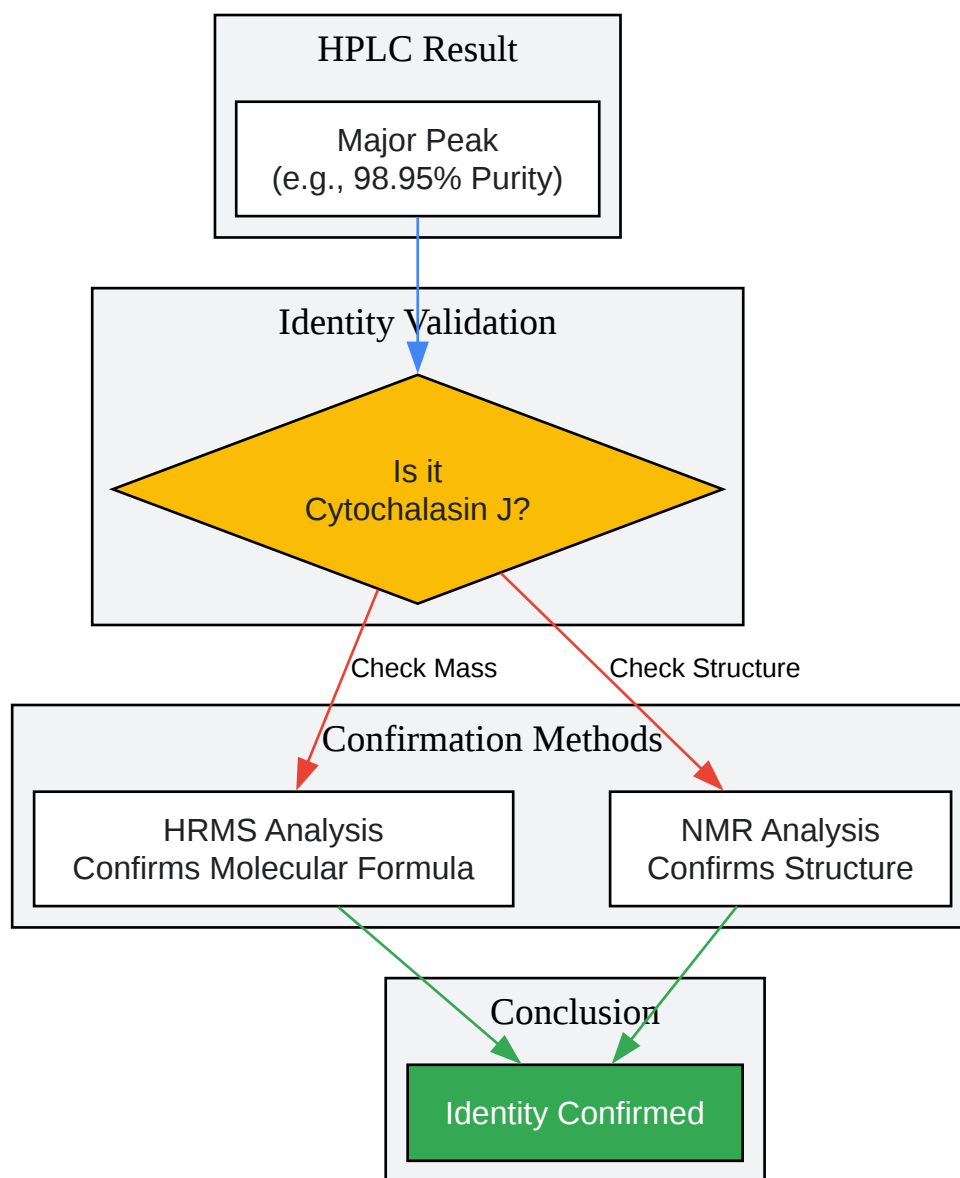 HPLC Result
Major Peak
(e.g., 98.95% Purity)
Identity Validation
Is it
Cytochalasin J?
Check Mass
Check Structure
Confirmation Methods
HRMS Analysis
Confirms Molecular Formula
NMR Analysis
Confirms Structure
Conclusion
Identity Confirmed